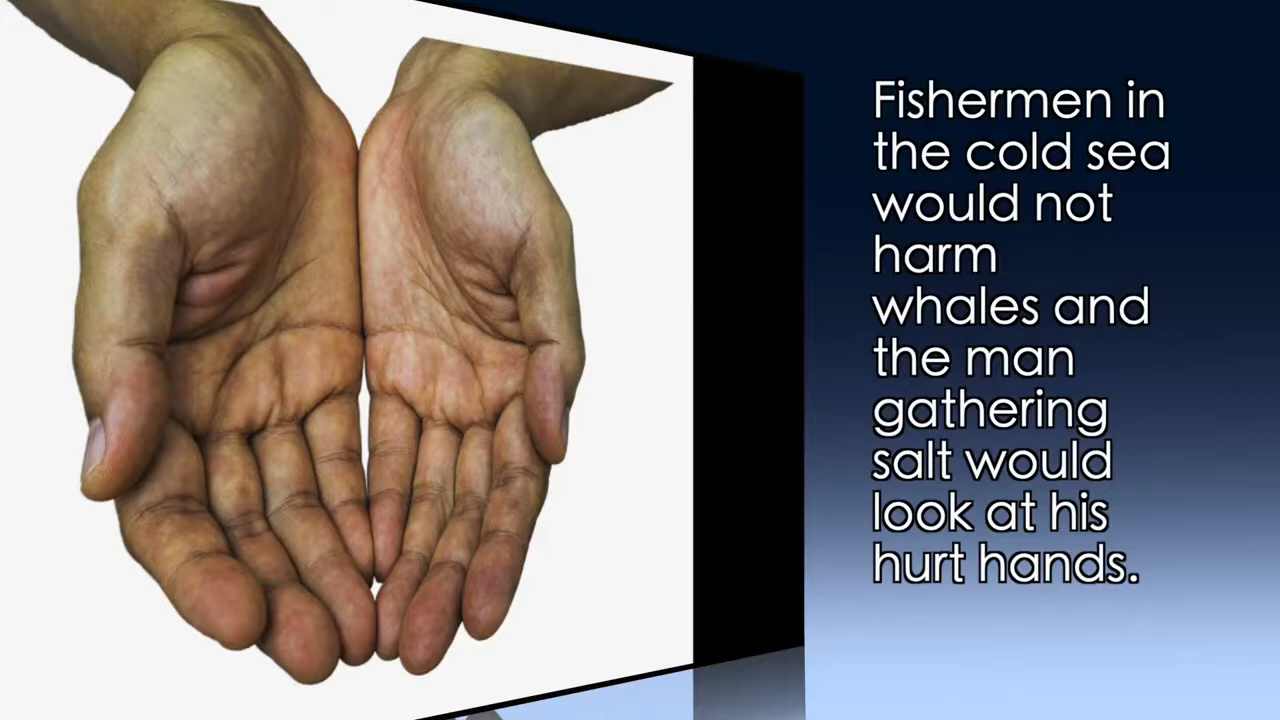 Fishermen in
the cold sea
would not
harm
whales and
the man
gathering
salt would
look at his
hurt hands.